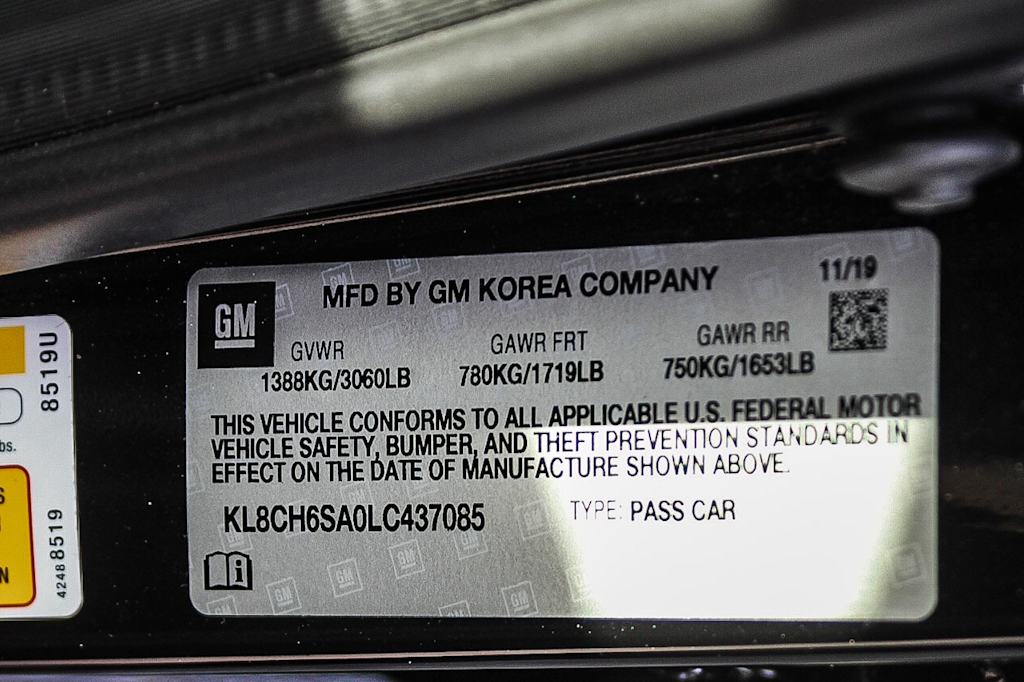 GM
MFD BY GM KOREA COMPANY
11/19
GVWR
GAWR FRT
GAWR RR
1388KG/3060LB
780KG/1719LB
750KG/1653LB
THIS VEHICLE CONFORMS TO ALL APPLICABLE U.S. FEDERAL MOTOR
VEHICLE SAFETY, BUMPER, AND THEFT PREVENTION STANDARDS IN
EFFECT ON THE DATE OF MANUFACTURE SHOWN ABOVE.
KL8CH6SA0LC437085
TYPE: PASS CAR
i
8519U
bs.
S
N
42488519